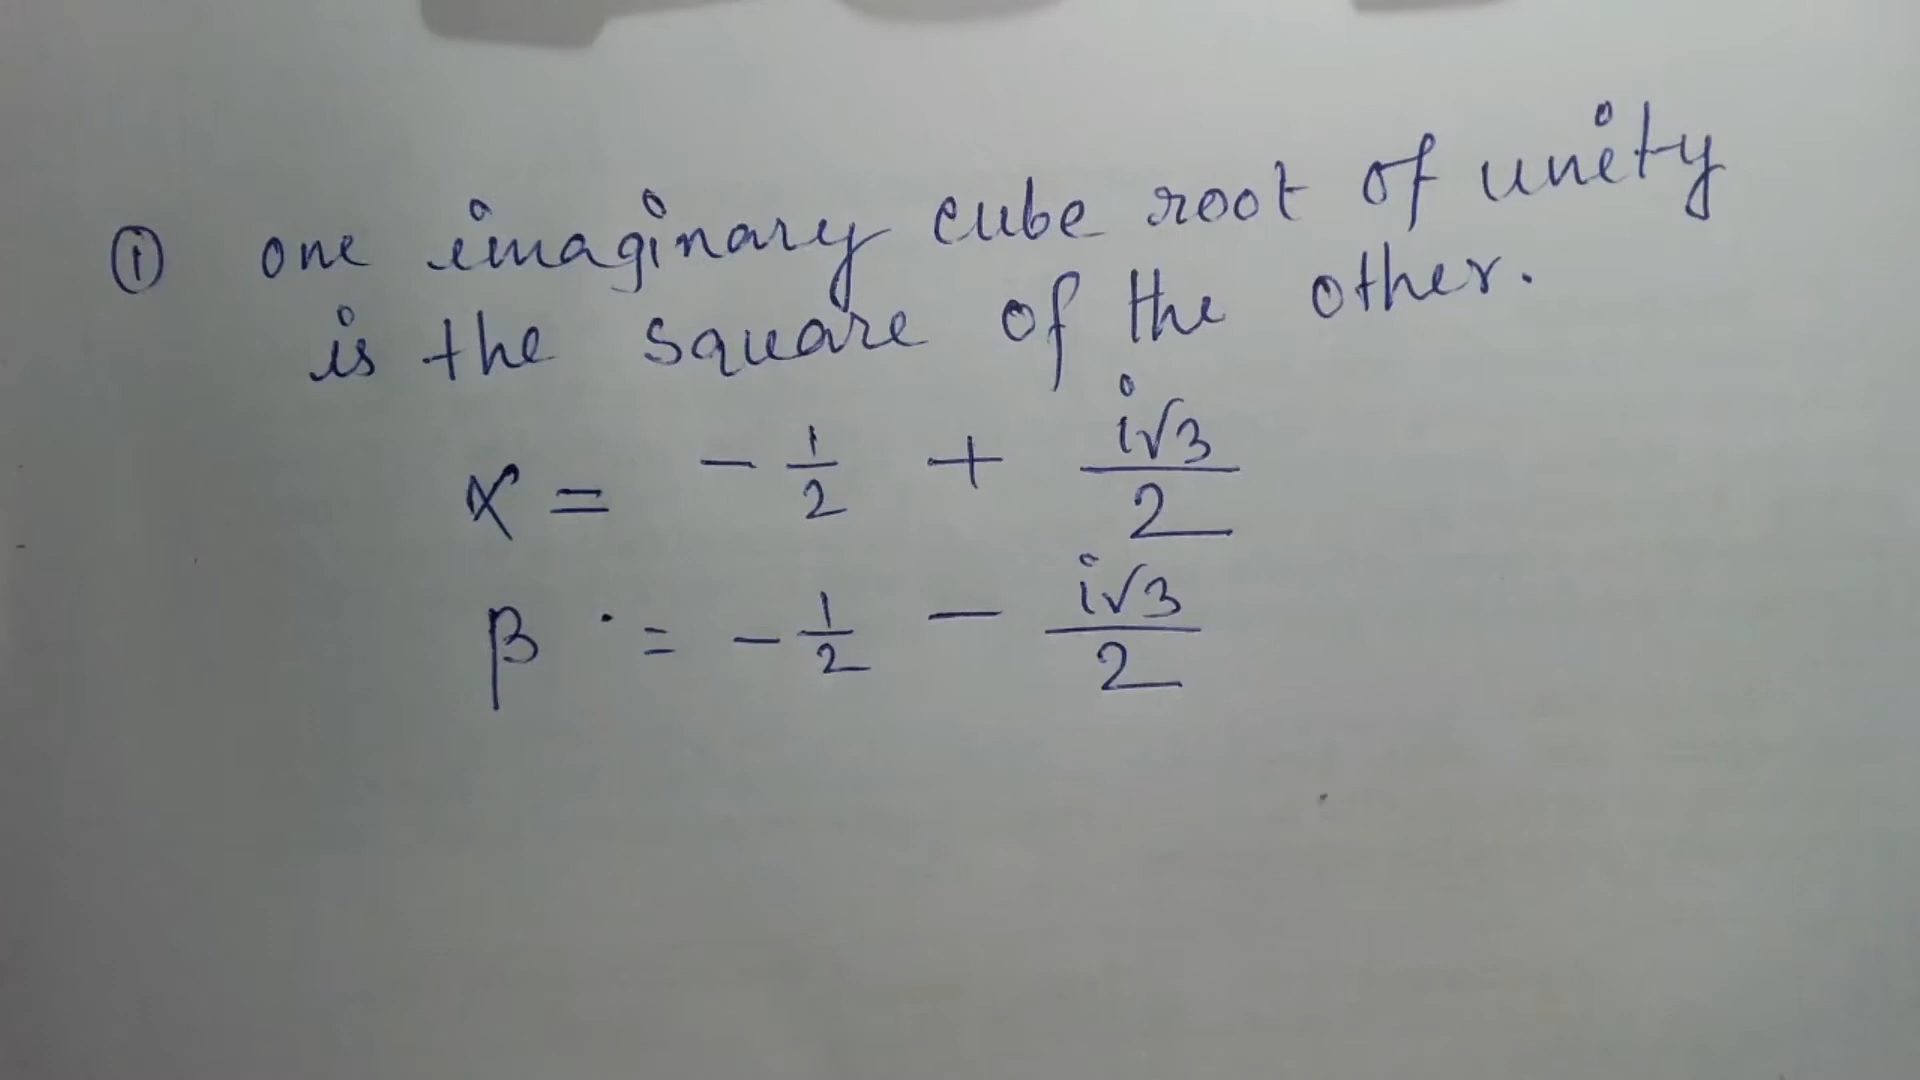 ① one imaginary cube root of unity
is the square of the other.
α = - 1/2 + i√3/2
β = - 1/2 - i√3/2